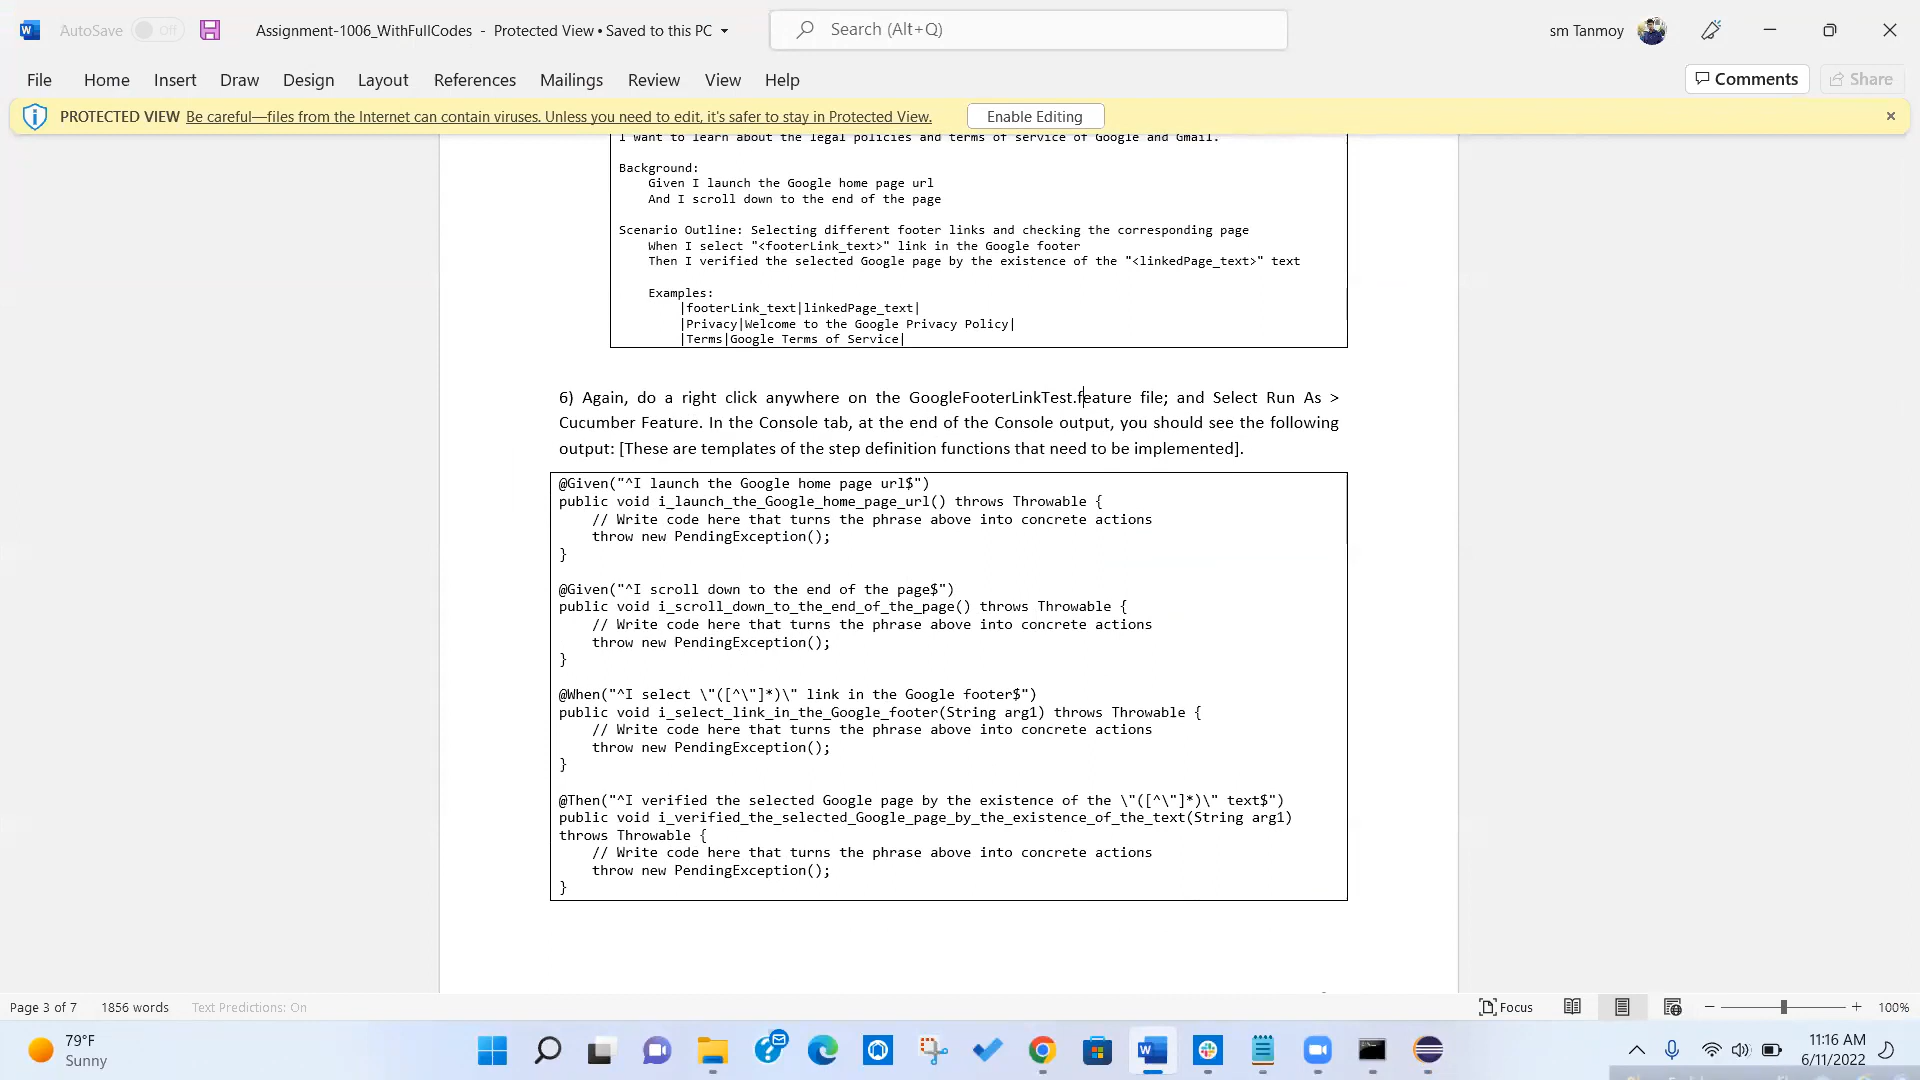 AutoSave Off Assignment-1006_WithFullCodes - Protected View • Saved to this PC Search (Alt+Q) sm Tanmoy
File Home Insert Draw Design Layout References Mailings Review View Help Comments Share
PROTECTED VIEW Be careful—files from the Internet can contain viruses. Unless you need to edit, it's safer to stay in Protected View. Enable Editing
I want to learn about the legal policies and terms of service of Google and Gmail.
Background:
Given I launch the Google home page url
And I scroll down to the end of the page
Scenario Outline: Selecting different footer links and checking the corresponding page
When I select "<footerLink_text>" link in the Google footer
Then I verified the selected Google page by the existence of the "<linkedPage_text>" text
Examples:
|footerLink_text|linkedPage_text|
|Privacy|Welcome to the Google Privacy Policy|
|Terms|Google Terms of Service|
6) Again, do a right click anywhere on the GoogleFooterLinkTest.feature file; and Select Run As >
Cucumber Feature. In the Console tab, at the end of the Console output, you should see the following
output: [These are templates of the step definition functions that need to be implemented].
@Given("^I launch the Google home page url$")
public void i_launch_the_Google_home_page_url() throws Throwable {
// Write code here that turns the phrase above into concrete actions
throw new PendingException();
}
@Given("^I scroll down to the end of the page$")
public void i_scroll_down_to_the_end_of_the_page() throws Throwable {
// Write code here that turns the phrase above into concrete actions
throw new PendingException();
}
@When("^I select \"([^\"]*)\" link in the Google footer$")
public void i_select_link_in_the_Google_footer(String arg1) throws Throwable {
// Write code here that turns the phrase above into concrete actions
throw new PendingException();
}
@Then("^I verified the selected Google page by the existence of the \"([^\"]*)\" text$")
public void i_verified_the_selected_Google_page_by_the_existence_of_the_text(String arg1)
throws Throwable {
// Write code here that turns the phrase above into concrete actions
throw new PendingException();
}
Page 3 of 7 1856 words Text Predictions: On Focus 100%
79°F
Sunny
11:16 AM
6/11/2022